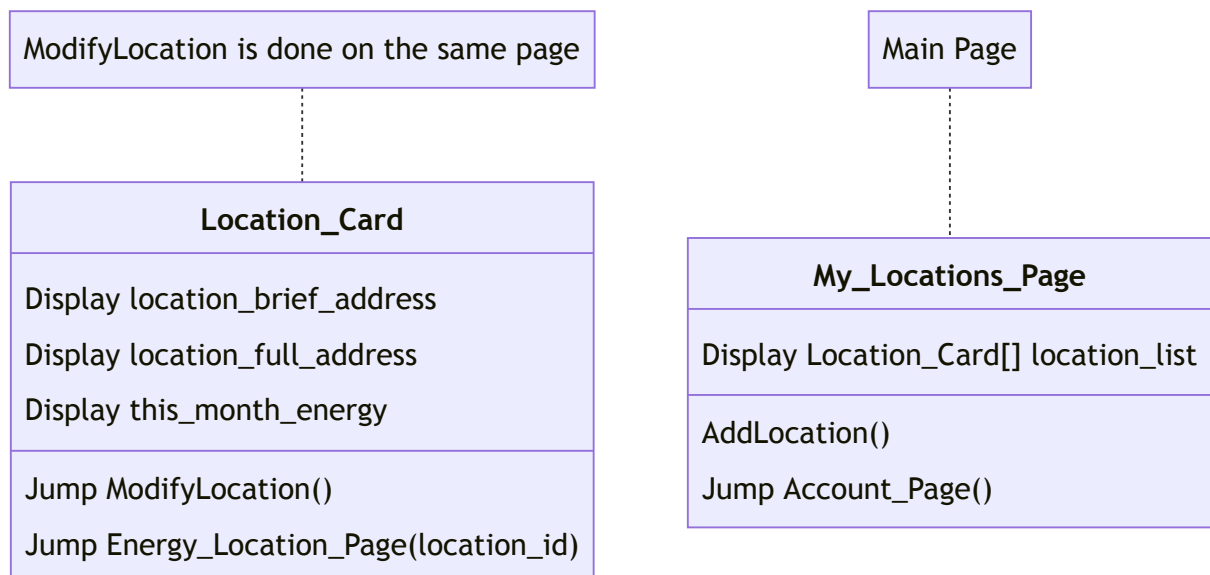 ModifyLocation is done on the same page
Main Page
Location_Card
Display location_brief_address
Display location_full_address
Display this_month_energy
Jump ModifyLocation()
Jump Energy_Location_Page(location_id)
My_Locations_Page
Display Location_Card[] location_list
AddLocation()
Jump Account_Page()